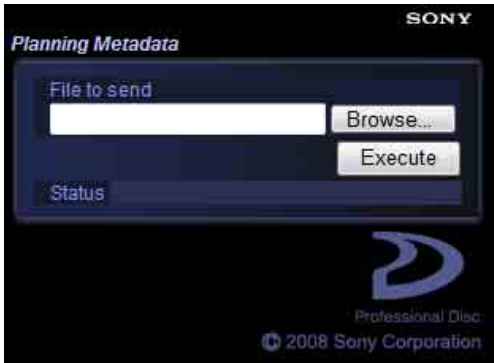 SONY
Planning Metadata
File to send
Browse...
Execute
Status
Professional Disc
© 2008 Sony Corporation